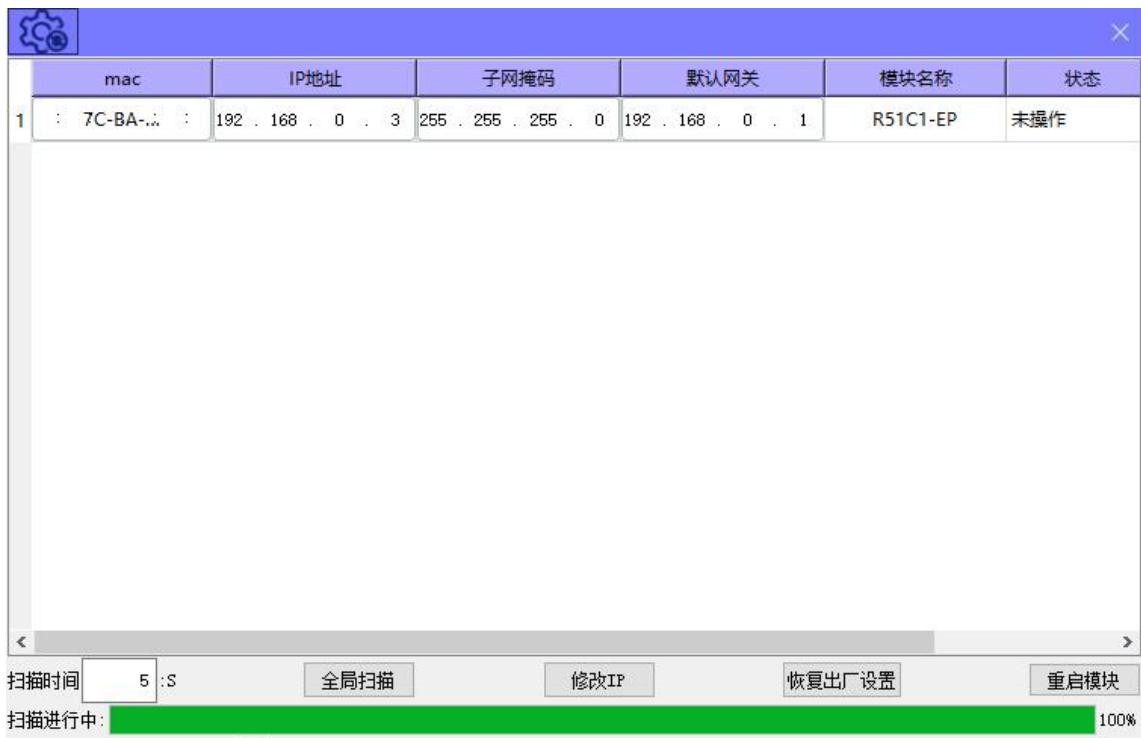 mac IP地址 子网掩码 默认网关 模块名称 状态
1 7C-BA-... 192 . 168 . 0 . 3 255 . 255 . 255 . 0 192 . 168 . 0 . 1 R51C1-EP 未操作
扫描时间 5 :S 全局扫描 修改IP 恢复出厂设置 重启模块
扫描进行中: 100%